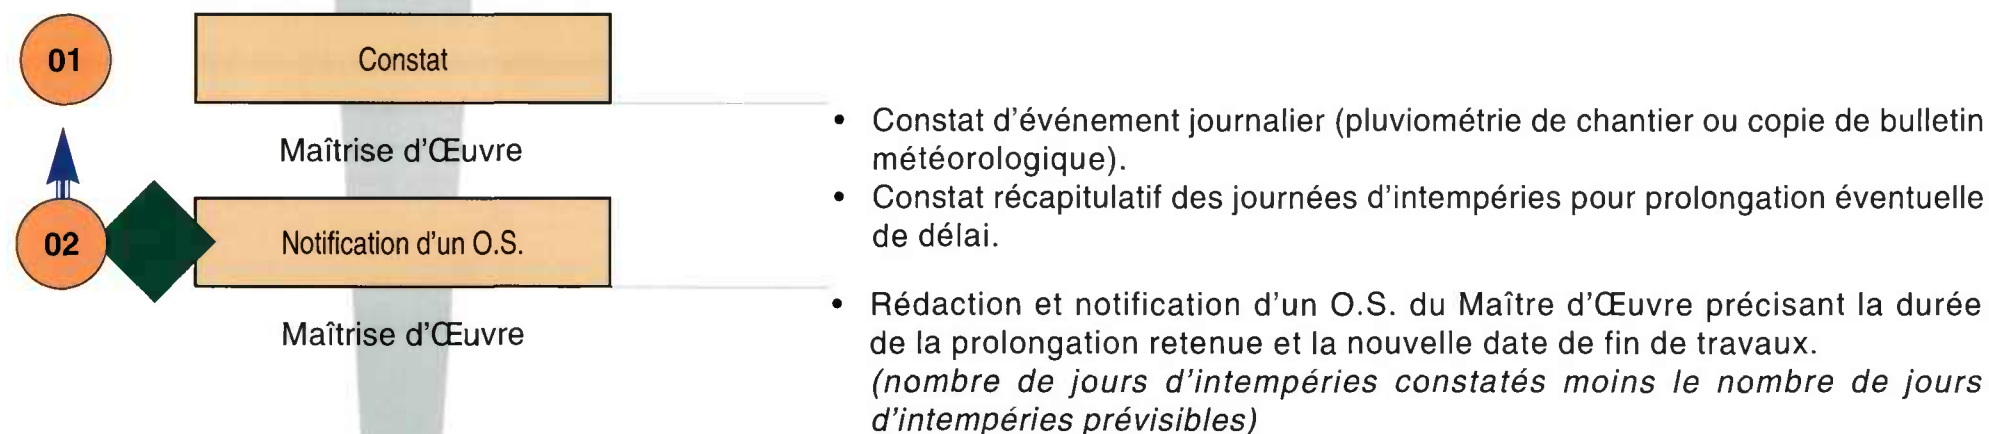 01
Constat
Maîtrise d'Œuvre
• Constat d'événement journalier (pluviométrie de chantier ou copie de bulletin
météorologique).
• Constat récapitulatif des journées d'intempéries pour prolongation éventuelle
de délai.
02
Notification d'un O.S.
Maîtrise d'Œuvre
• Rédaction et notification d'un O.S. du Maître d'Œuvre précisant la durée
de la prolongation retenue et la nouvelle date de fin de travaux.
(nombre de jours d'intempéries constatés moins le nombre de jours
d'intempéries prévisibles)